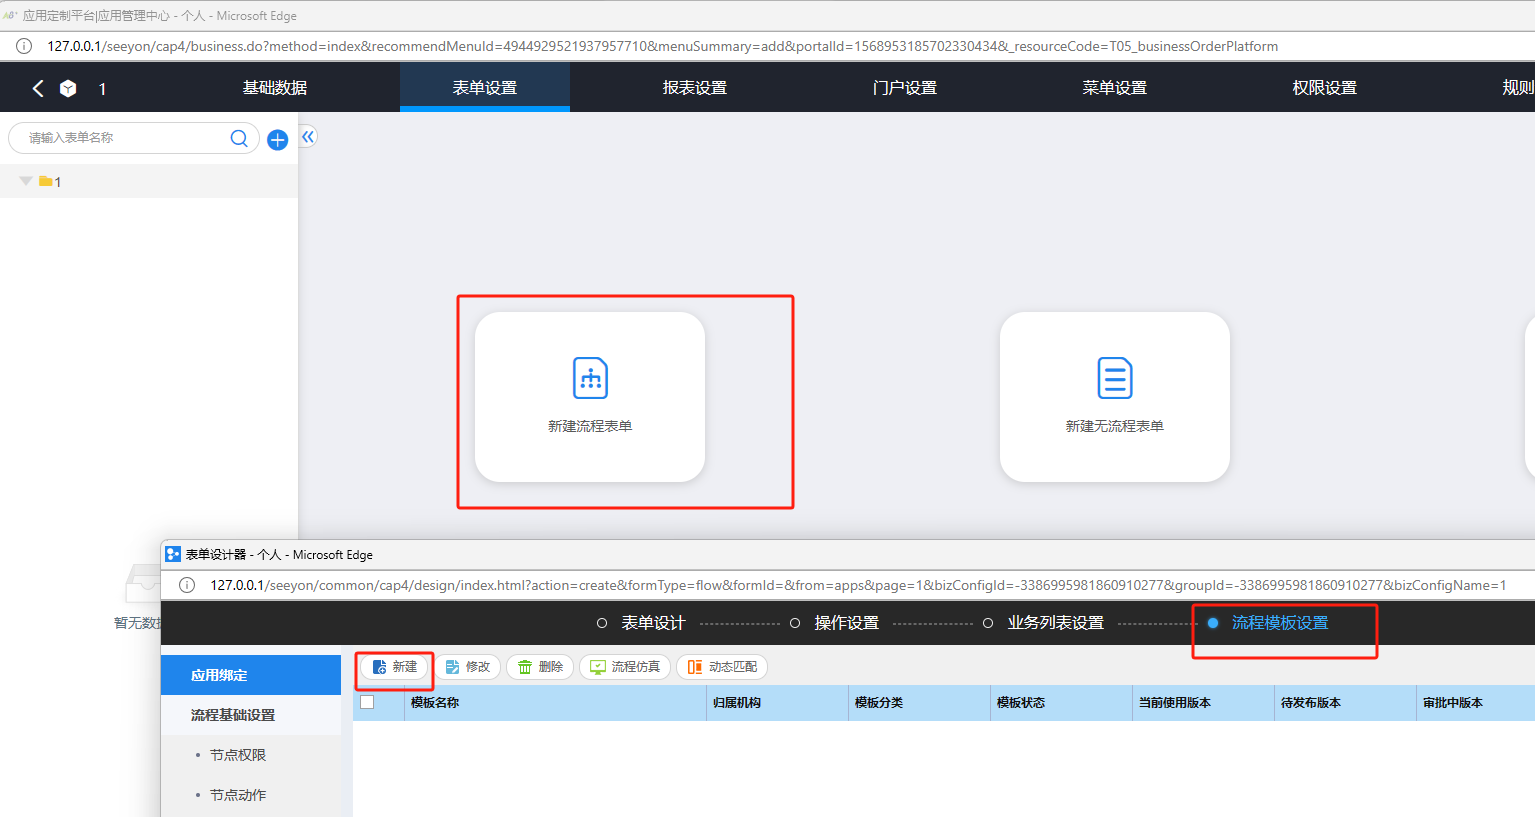 应用定制平台|应用管理中心 - 个人 - Microsoft Edge
127.0.0.1/seeyon/cap4/business.do?method=index&recommendMenuId=4944929521937957710&menuSummary=add&portalId=1568953185702330434&_resourceCode=T05_businessOrderPlatform
1 基础数据 表单设置 报表设置 门户设置 菜单设置 权限设置 规则
请输入表单名称
1
新建流程表单 新建无流程表单
暂无数据
表单设计器 - 个人 - Microsoft Edge
127.0.0.1/seeyon/common/cap4/design/index.html?action=create&formType=flow&formId=&from=apps&page=1&bizConfigId=-3386995981860910277&groupId=-3386995981860910277&bizConfigName=1
表单设计 操作设置 业务列表设置 流程模板设置
应用绑定 新建 修改 删除 流程仿真 动态匹配
模板名称 归属机构 模板分类 模板状态 当前使用版本 待发布版本 审批中版本
流程基础设置
• 节点权限
• 节点动作